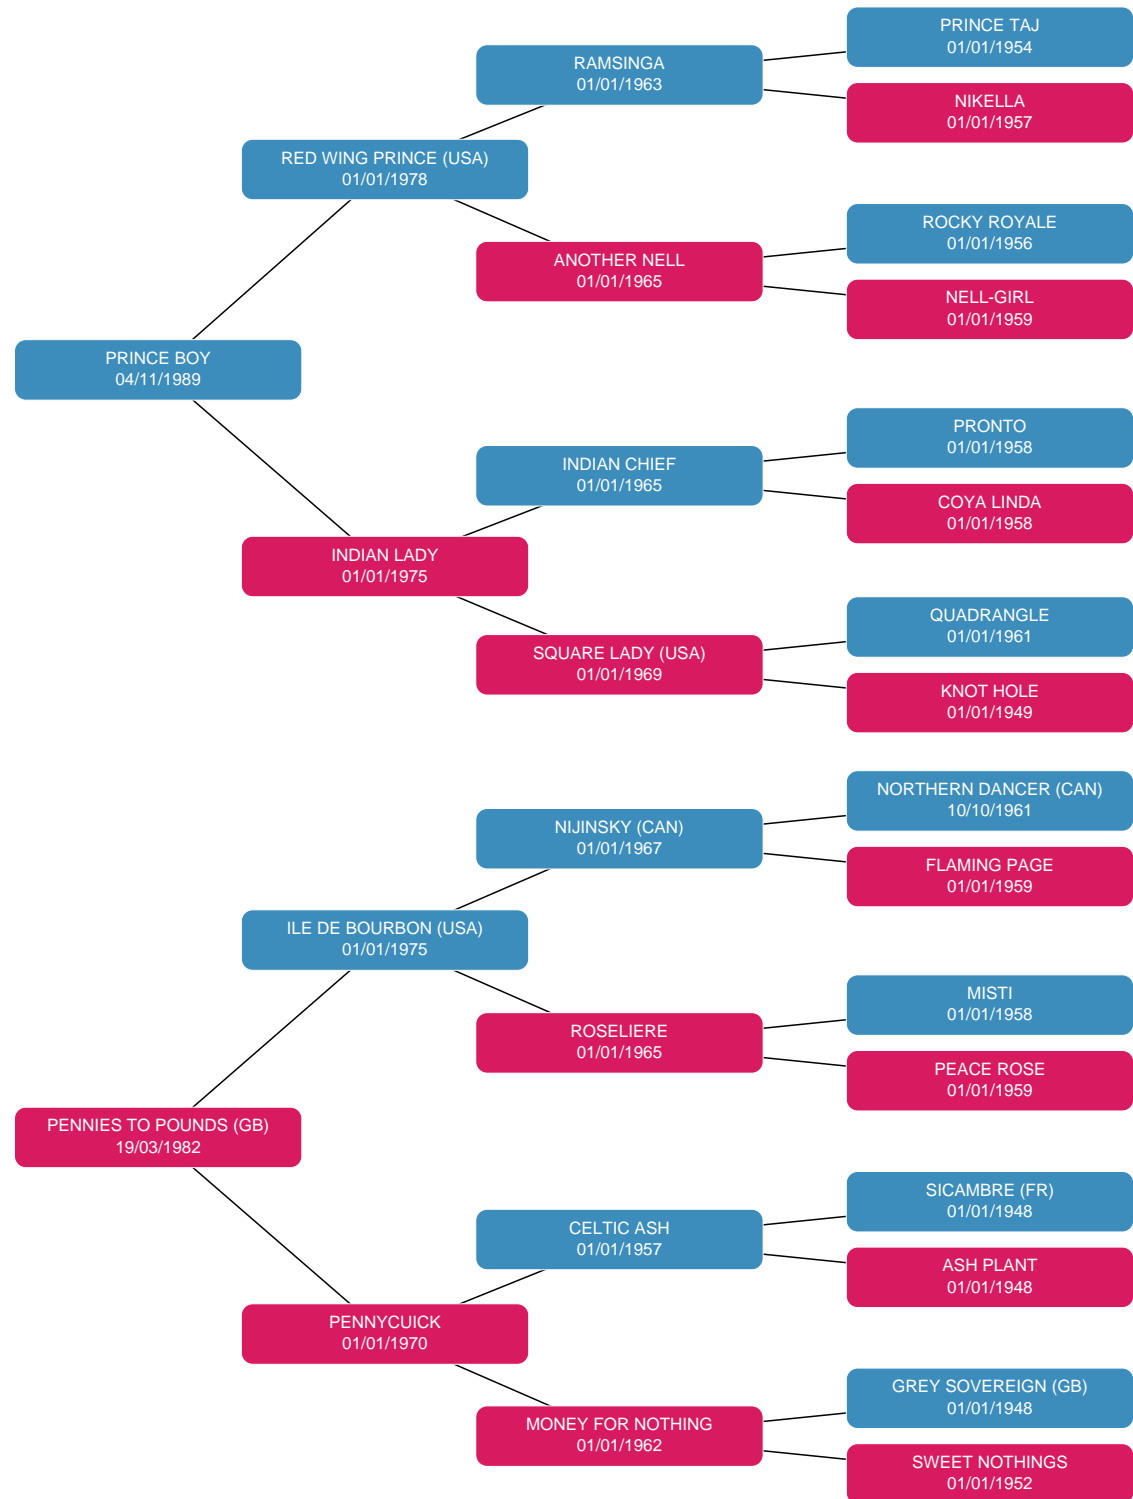 PRINCE TAJ
01/01/1954
RAMSINGA
01/01/1963
NIKELLA
01/01/1957
RED WING PRINCE (USA)
01/01/1978
ROCKY ROYALE
01/01/1956
ANOTHER NELL
01/01/1965
NELL-GIRL
01/01/1959
PRINCE BOY
04/11/1989
PRONTO
01/01/1958
INDIAN CHIEF
01/01/1965
COYA LINDA
01/01/1958
INDIAN LADY
01/01/1975
QUADRANGLE
01/01/1961
SQUARE LADY (USA)
01/01/1969
KNOT HOLE
01/01/1949
NORTHERN DANCER (CAN)
10/10/1961
NIJINSKY (CAN)
01/01/1967
FLAMING PAGE
01/01/1959
ILE DE BOURBON (USA)
01/01/1975
MISTI
01/01/1958
ROSELIERE
01/01/1965
PEACE ROSE
01/01/1959
PENNIES TO POUNDS (GB)
19/03/1982
SICAMBRE (FR)
01/01/1948
CELTIC ASH
01/01/1957
ASH PLANT
01/01/1948
PENNYCUICK
01/01/1970
GREY SOVEREIGN (GB)
01/01/1948
MONEY FOR NOTHING
01/01/1962
SWEET NOTHINGS
01/01/1952